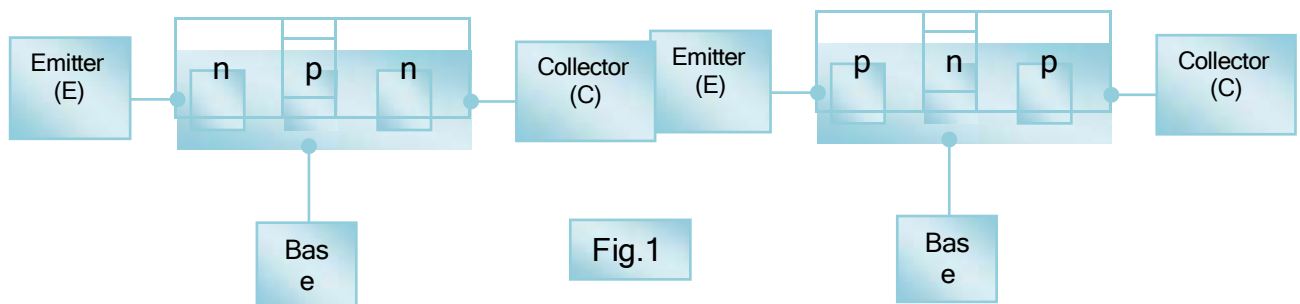 Emitter
(E)
n p n
Collector
(C)
Bas
e
Fig.1
Emitter
(E)
p n p
Collector
(C)
Bas
e